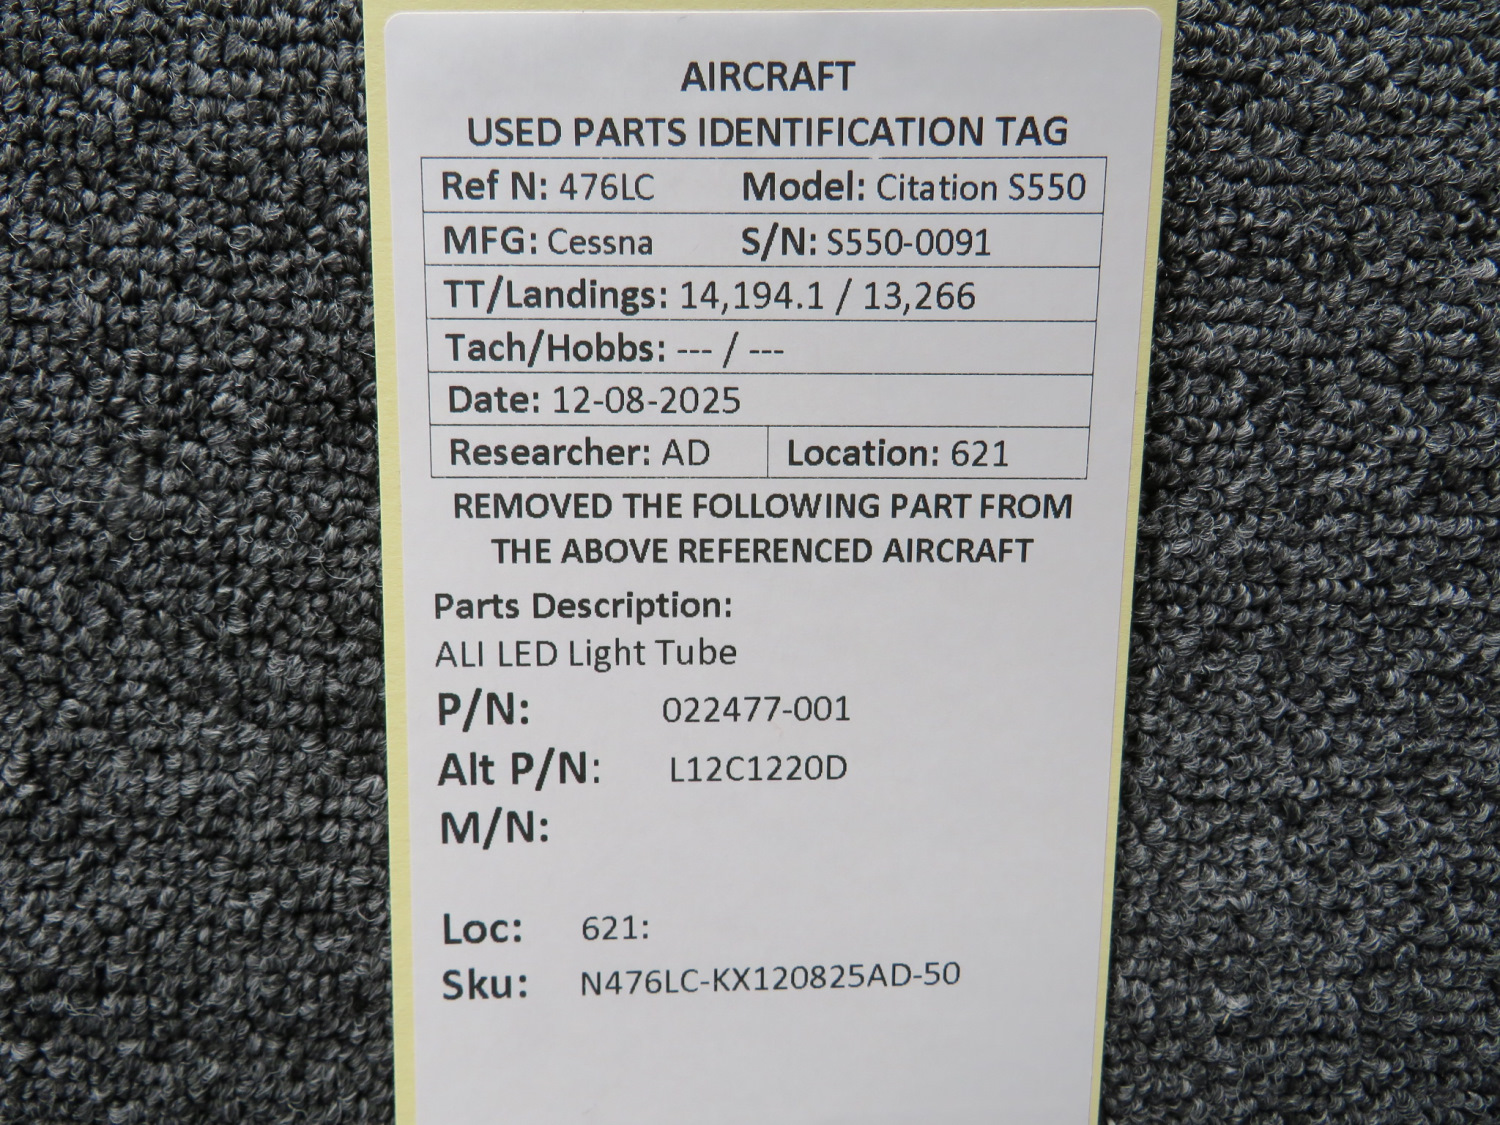 AIRCRAFT
USED PARTS IDENTIFICATION TAG
Ref N: 476LC Model: Citation S550
MFG: Cessna S/N: S550-0091
TT/Landings: 14,194.1 / 13,266
Tach/Hobbs: --- / ---
Date: 12-08-2025
Researcher: AD Location: 621
REMOVED THE FOLLOWING PART FROM
THE ABOVE REFERENCED AIRCRAFT
Parts Description:
ALI LED Light Tube
P/N: 022477-001
Alt P/N: L12C1220D
M/N:
Loc: 621:
Sku: N476LC-KX120825AD-50